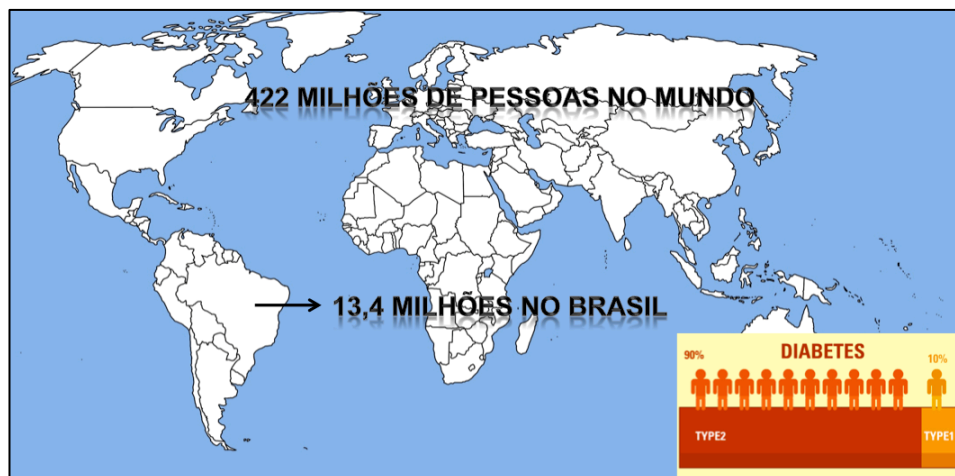 422 MILHÕES DE PESSOAS NO MUNDO
13,4 MILHÕES NO BRASIL
90%
DIABETES
10%
TYPE2
TYPE1